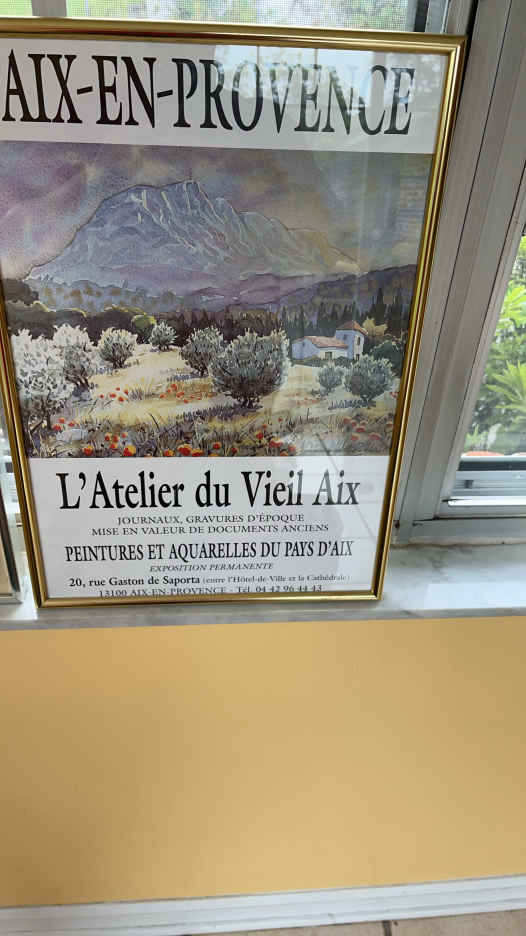 AIX-EN-PROVENCE
L'Atelier du Vieil Aix
JOURNAUX, GRAVURES D'ÉPOQUE
MISE EN VALEUR DE DOCUMENTS ANCIENS
PEINTURES ET AQUARELLES DU PAYS D'AIX
EXPOSITION PERMANENTE
20, rue Gaston de Saporta (entre l'Hôtel-de-Ville et la Cathédrale)
13100 AIX-EN-PROVENCE - Tél. 04 42 96 44 43